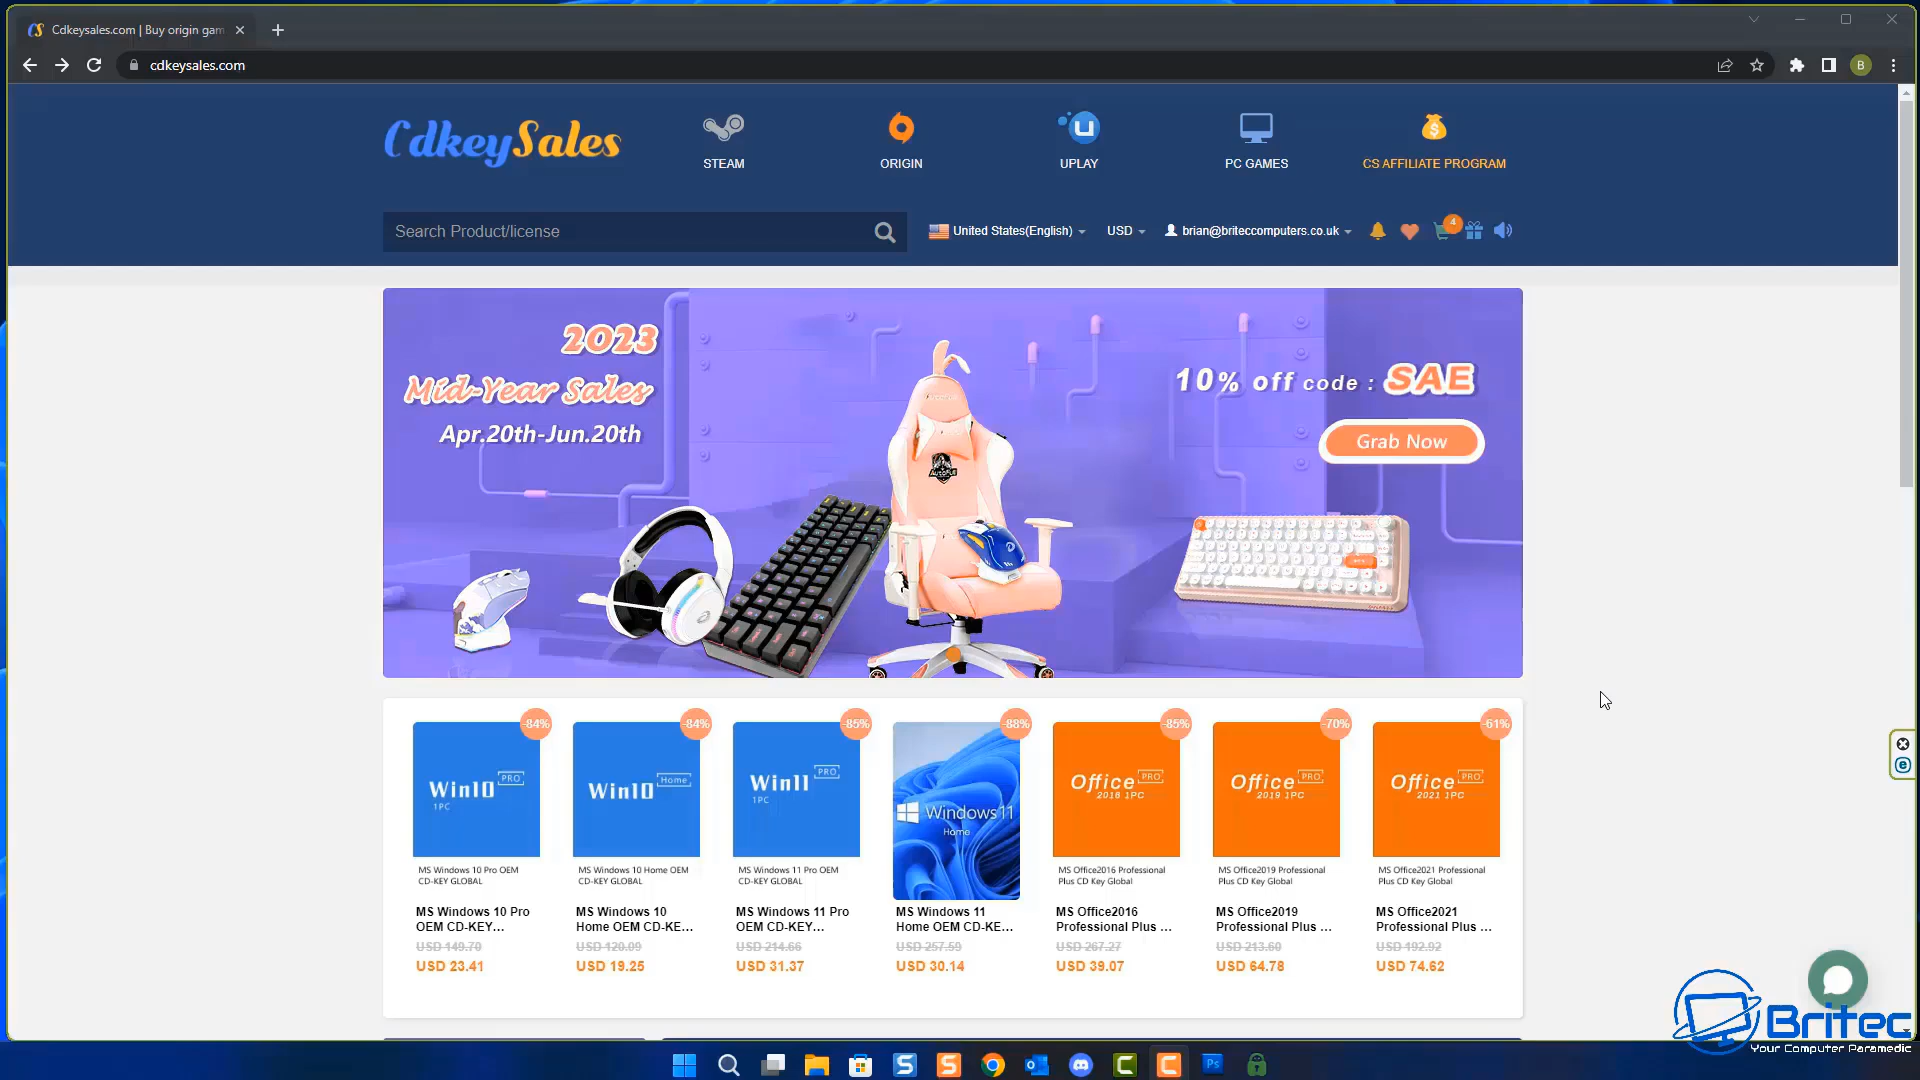 Cdkeysales.com | Buy origin gam
cdkeysales.com
B
CdkeySales
STEAM
ORIGIN
UPLAY
PC GAMES
CS AFFILIATE PROGRAM
Search Product/license
United States(English)
USD
brian@briteccomputers.co.uk
4
2023
Mid-Year Sales
Apr.20th-Jun.20th
10% off code : SAE
Grab Now
AutoFull
-84%
-84%
-85%
-88%
-85%
-70%
-61%
Win10 PRO
1PC
Win10 Home
Win11 PRO
1PC
Windows 11
Home
Office PRO
2018 1PC
Office PRO
2019 1PC
Office PRO
2021 1PC
MS Windows 10 Pro OEM
CD-KEY GLOBAL
MS Windows 10 Home OEM
CD-KEY GLOBAL
MS Windows 11 Pro OEM
CD-KEY GLOBAL
MS Office2016 Professional
Plus CD Key Global
MS Office2019 Professional
Plus CD Key Global
MS Office2021 Professional
Plus CD Key Global
MS Windows 10 Pro
OEM CD-KEY...
USD 149.70
USD 23.41
MS Windows 10
Home OEM CD-KE...
USD 120.09
USD 19.25
MS Windows 11 Pro
OEM CD-KEY...
USD 214.66
USD 31.37
MS Windows 11
Home OEM CD-KE...
USD 257.59
USD 30.14
MS Office2016
Professional Plus ...
USD 267.27
USD 39.07
MS Office2019
Professional Plus ...
USD 213.60
USD 64.78
MS Office2021
Professional Plus ...
USD 192.92
USD 74.62
Britec
Your Computer Paramedic